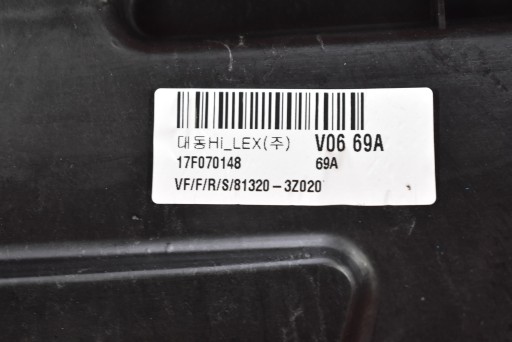 대동Hi_LEX(주) V06 69A
17F070148 69A
VF/F/R/S/81320-3Z020